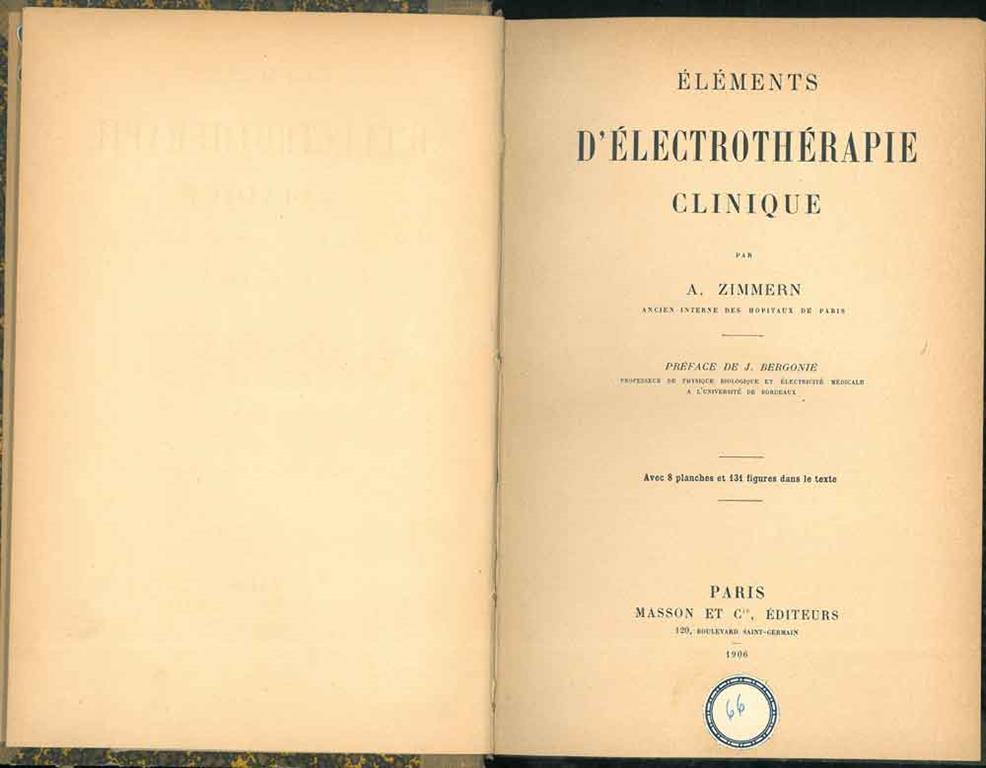 ÉLÉMENTS
D'ÉLECTROTHÉRAPIE
CLINIQUE
PAR
A. ZIMMERN
ANCIEN INTERNE DES HOPITAUX DE PARIS
PRÉFACE DE J. BERGONIÉ
PROFESSEUR DE PHYSIQUE BIOLOGIQUE ET ÉLECTRICITÉ MÉDICALE
A L'UNIVERSITÉ DE BORDEAUX
Avec 8 planches et 131 figures dans le texte
PARIS
MASSON ET Cie, ÉDITEURS
120, BOULEVARD SAINT-GERMAIN
1906
66